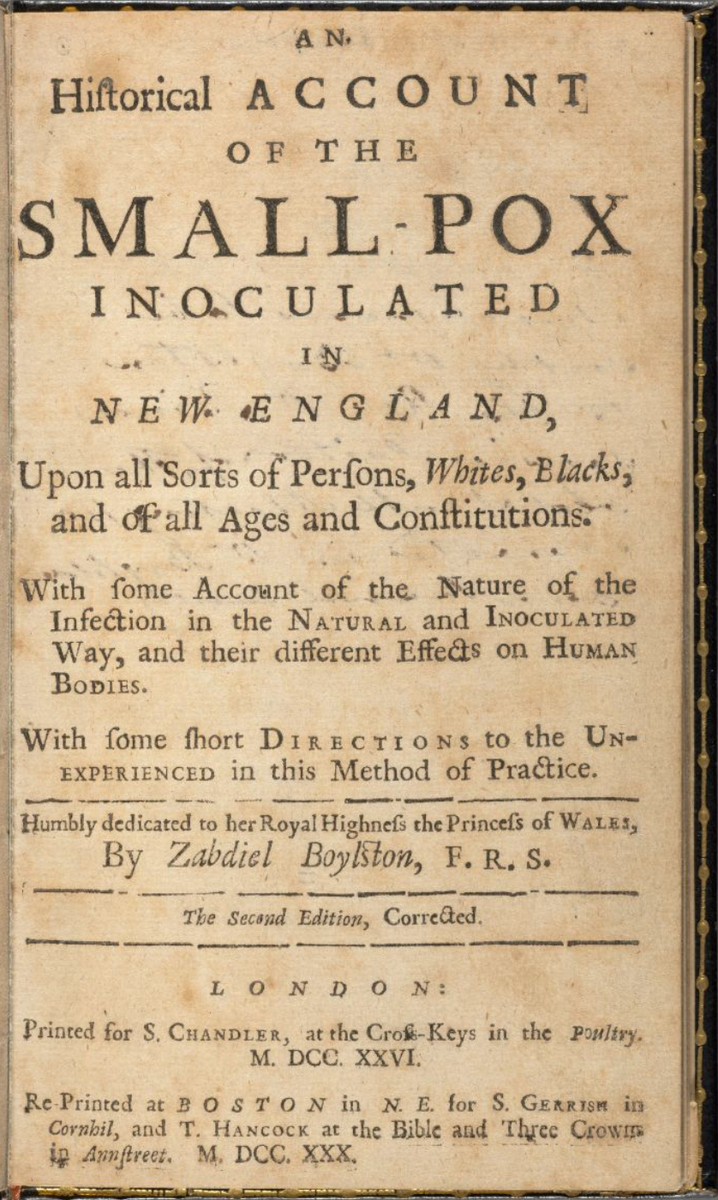 AN
Hiſtorical ACCOUNT
OF THE
SMALL-POX
INOCULATED
IN
NEW ENGLAND,
Upon all Sorts of Perſons, Whites, Blacks,
and of all Ages and Conſtitutions.
With ſome Account of the Nature of the
Infection in the NATURAL and INOCULATED
Way, and their different Effects on HUMAN
BODIES.
With ſome ſhort DIRECTIONS to the UN-
EXPERIENCED in this Method of Practice.
Humbly dedicated to her Royal Highneſs the Princeſs of WALES,
By Zabdiel Boylſton, F. R. S.
The Second Edition, Corrected.
LONDON:
Printed for S. CHANDLER, at the Croſs-Keys in the Poultry.
M. DCC. XXVI.
Re-Printed at BOSTON in N. E. for S. GERRISH in
Cornhil, and T. HANCOCK at the Bible and Three Crowns
in Annſtreet. M. DCC. XXX.